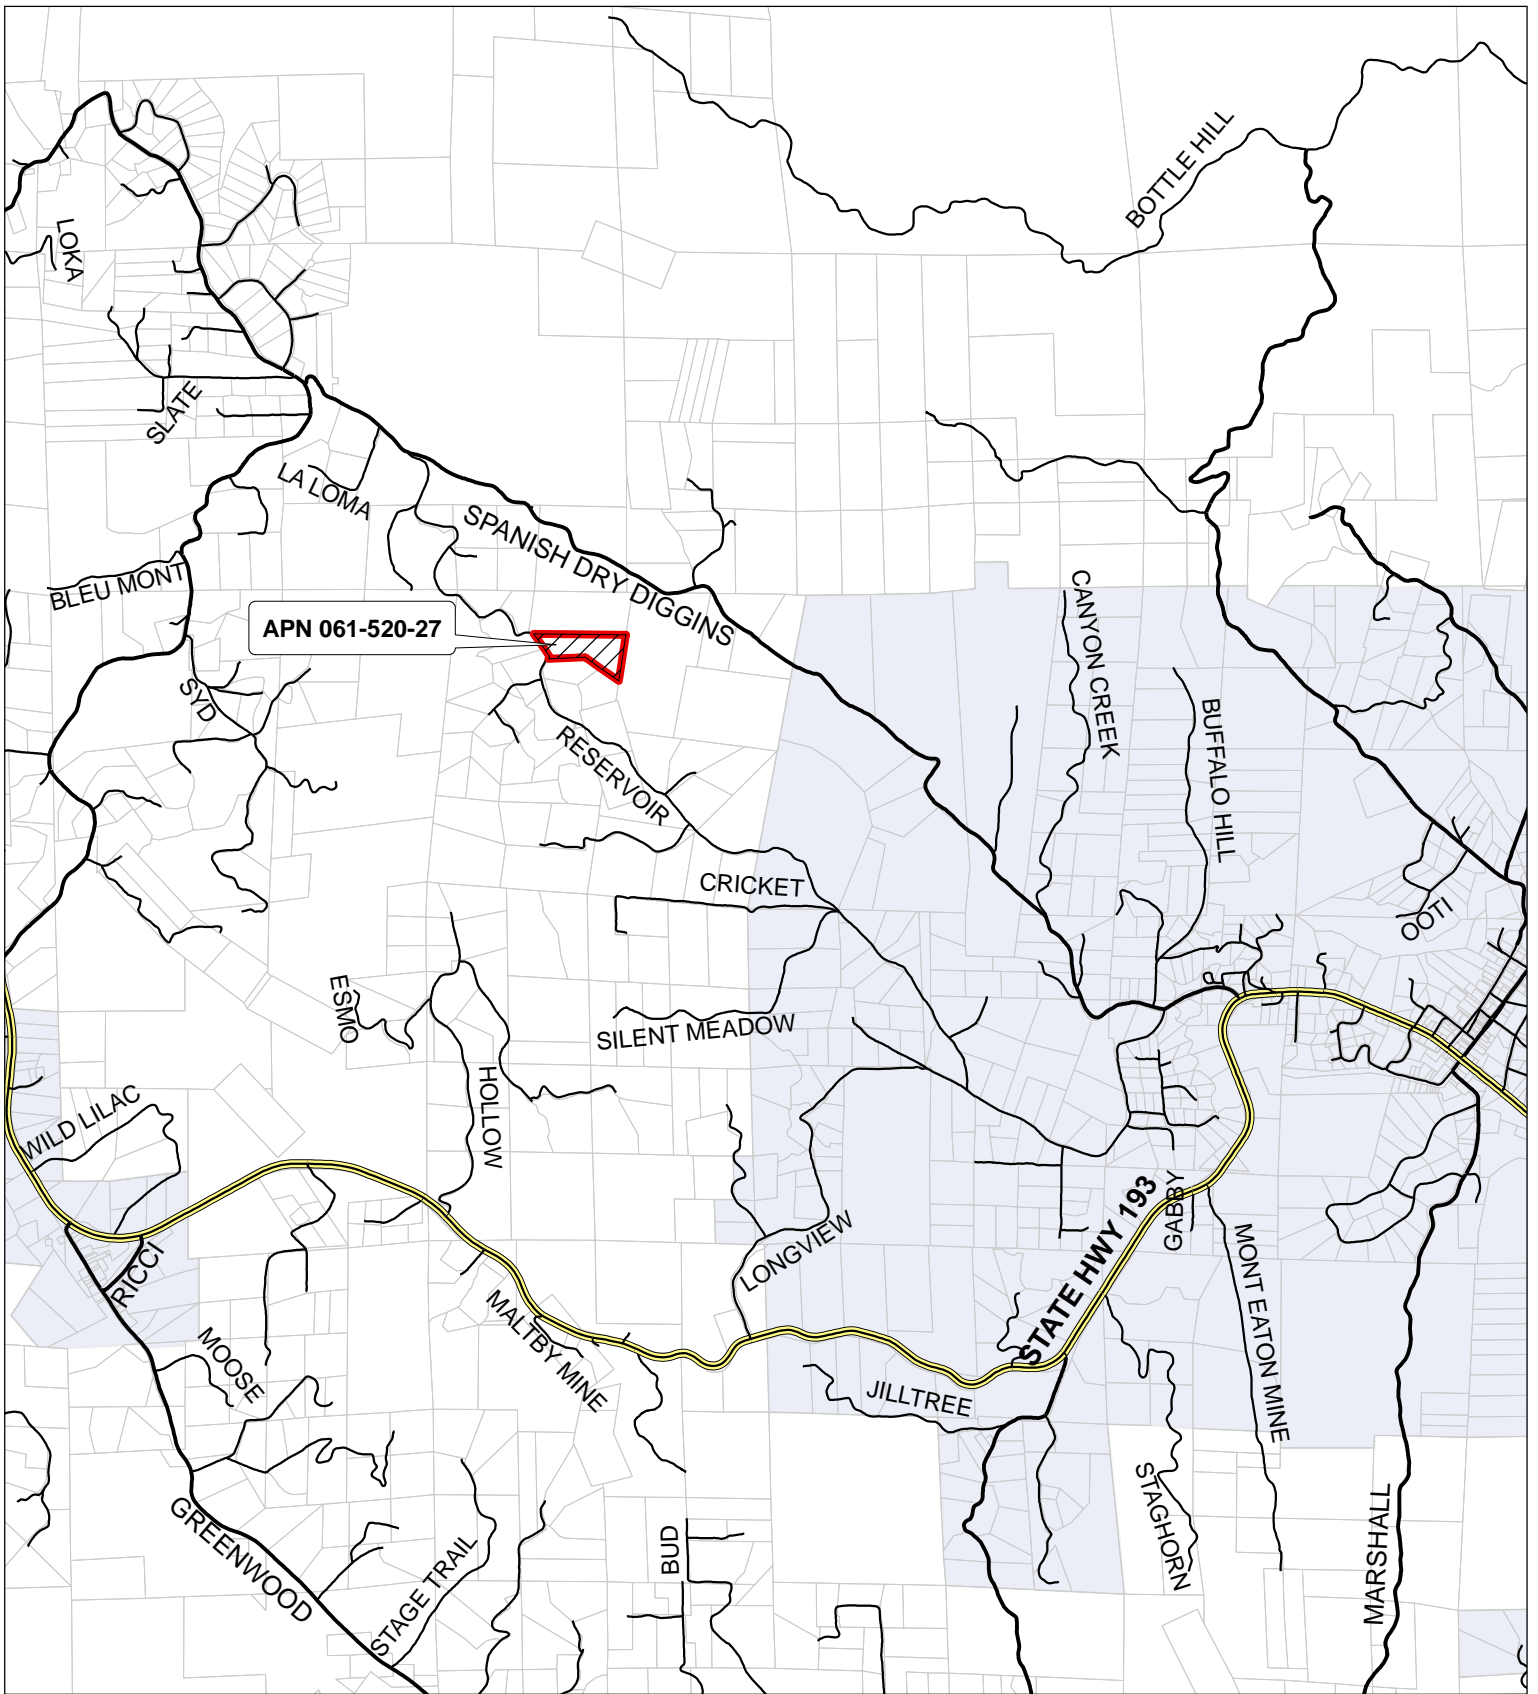 BOTTLE HILL
LOKA
SLATE
LA LOMA
SPANISH DRY DIGGINS
BLEU MONT
CANYON CREEK
APN 061-520-27
SYD
BUFFALO HILL
RESERVOIR
CRICKET
OOTI
ESMO
SILENT MEADOW
HOLLOW
WILD LILAC
GABBY
STATE HWY 193
LONGVIEW
RICCI
MONT EATON MINE
MALTBY MINE
MOOSE
JILLTREE
STAGHORN
MARSHALL
GREENWOOD
BUD
STAGE TRAIL